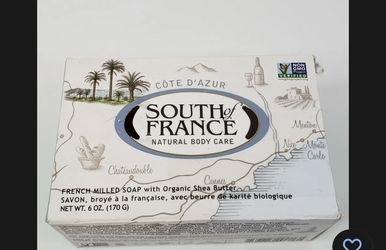 CÔTE D'AZUR
NON
GMO
VERIFIED
SOUTH of
FRANCE
NATURAL BODY CARE
Menton
Nice
Monte
Carlo
Chateaudouble
Cannes
FRENCH MILLED SOAP with Organic Shea Butter
SAVON, broyé à la française, avec beurre de karité biologique
NET WT. 6 OZ. (170 G)